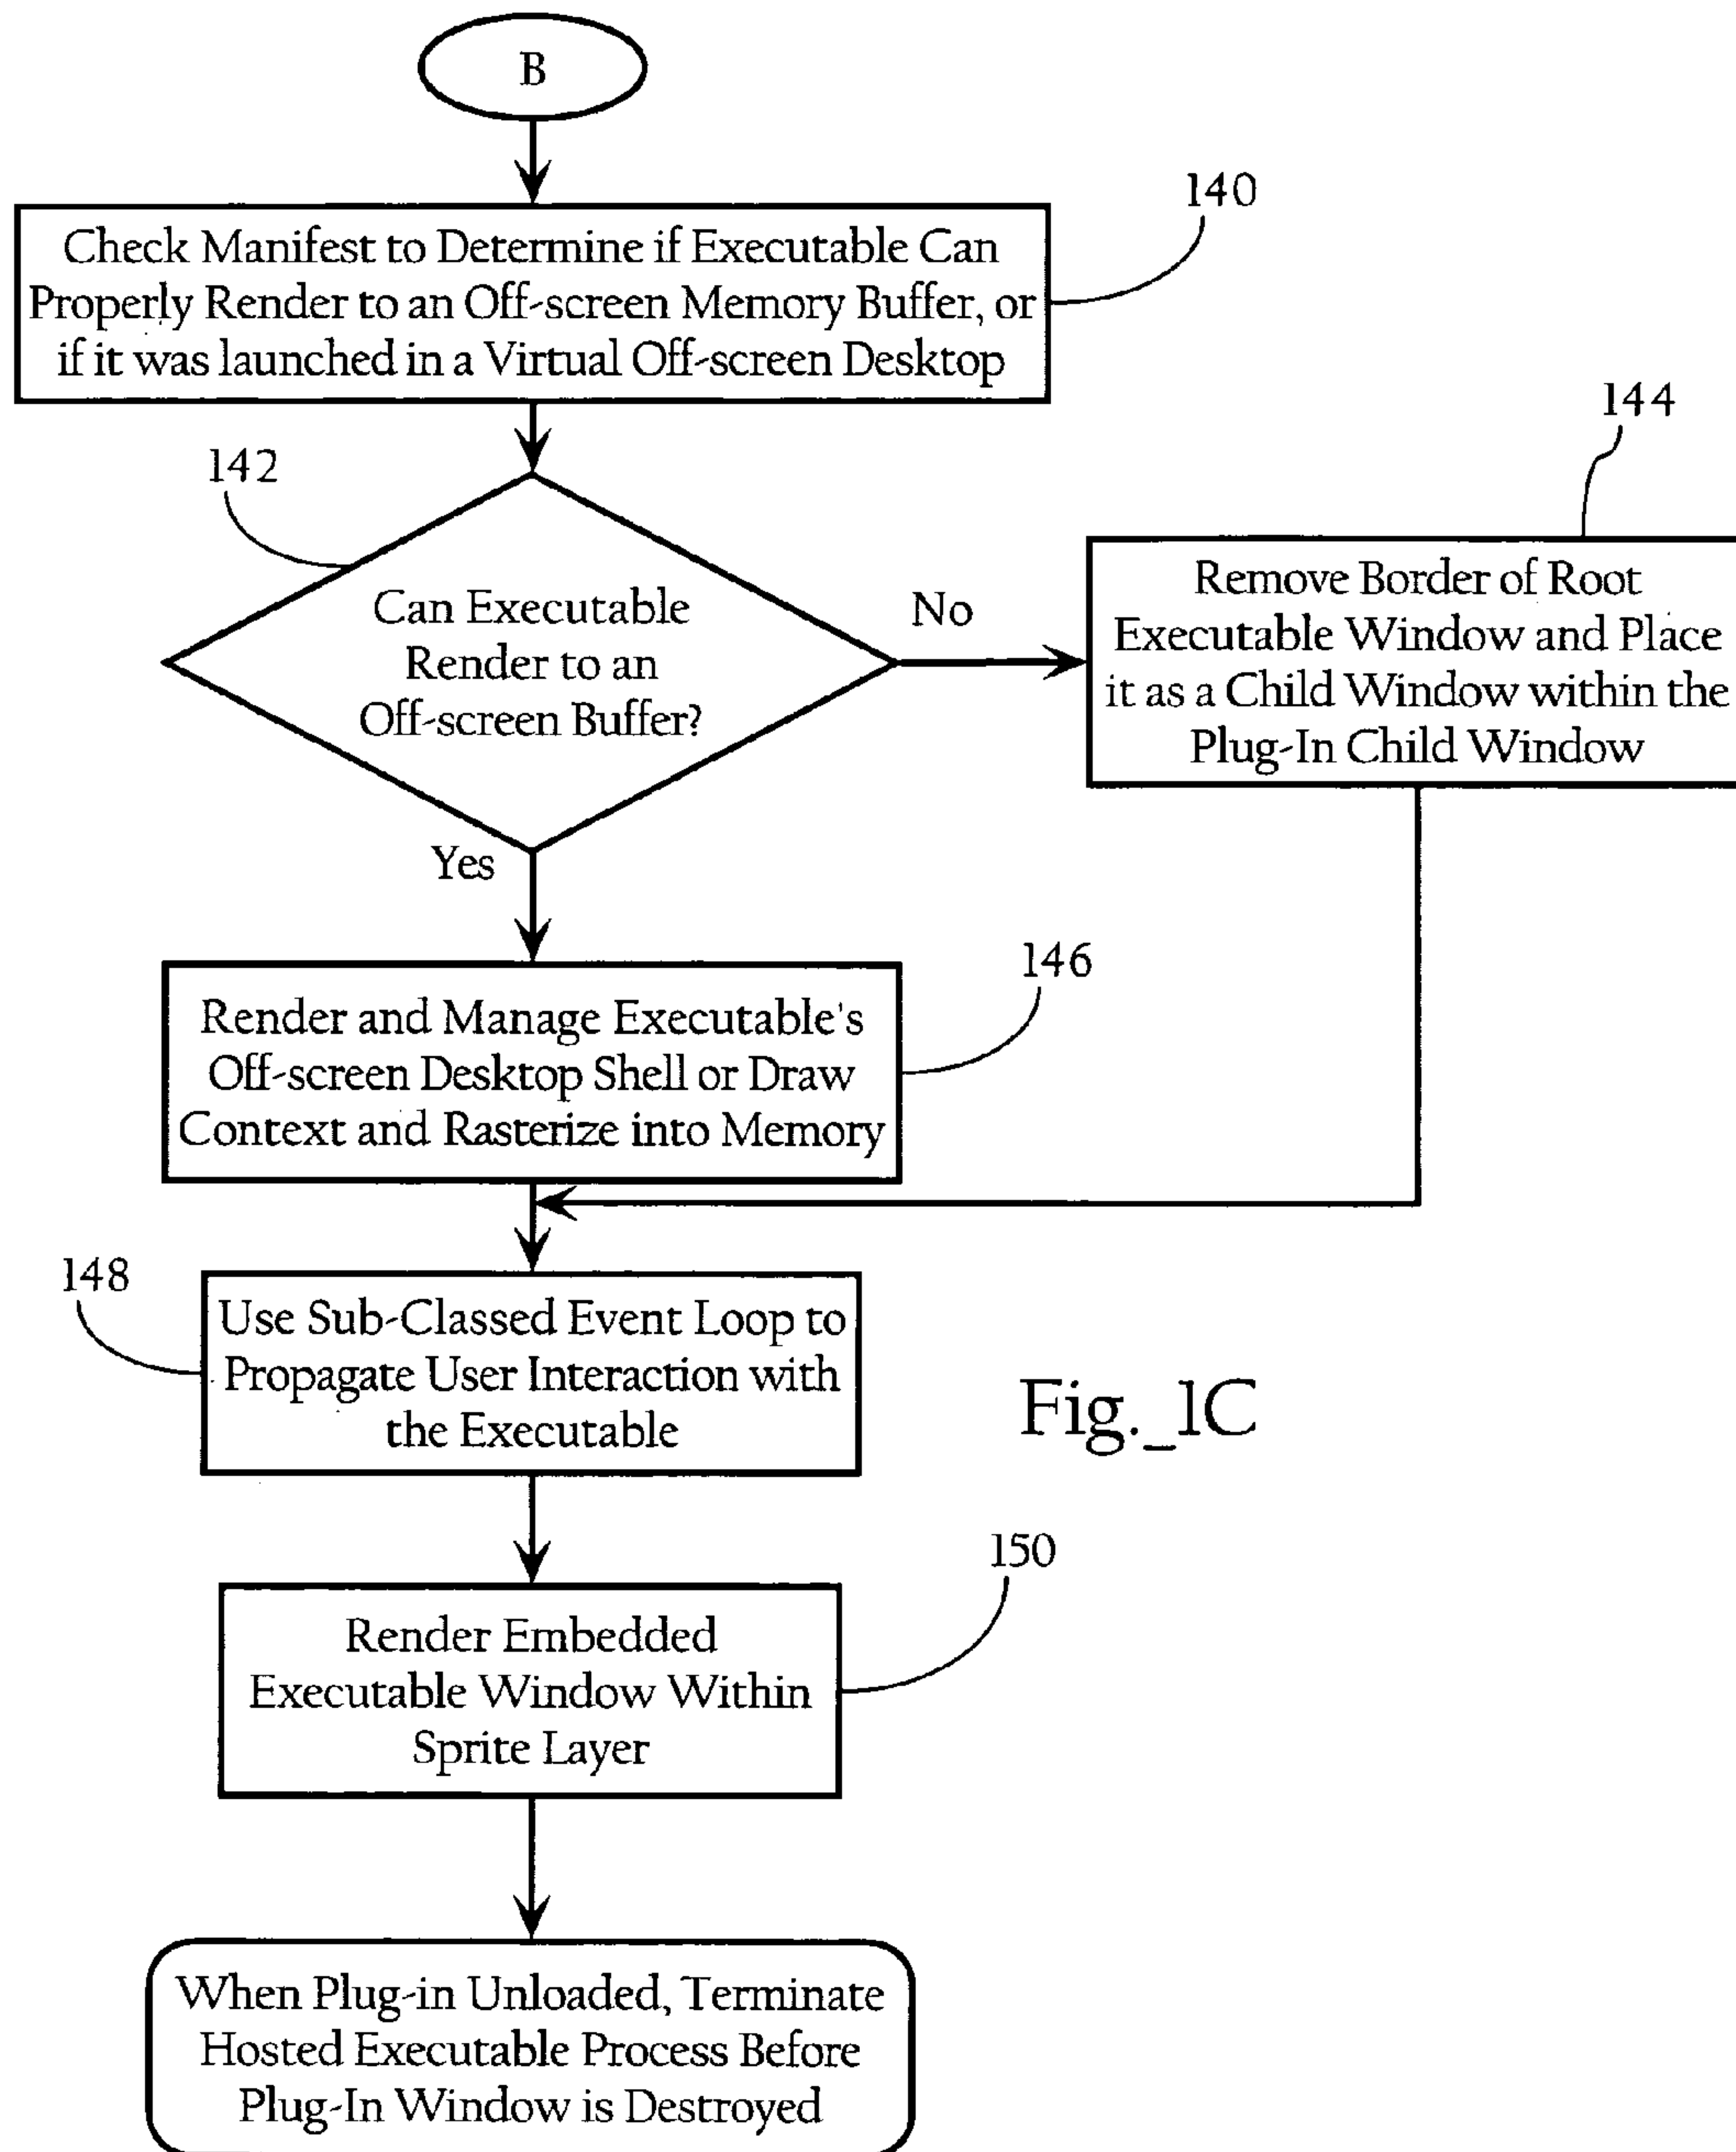 B
140
Check Manifest to Determine if Executable Can
Properly Render to an Off-screen Memory Buffer, or
if it was launched in a Virtual Off-screen Desktop
142
Can Executable
Render to an
Off-screen Buffer?
No
144
Remove Border of Root
Executable Window and Place
it as a Child Window within the
Plug-In Child Window
Yes
146
Render and Manage Executable's
Off-screen Desktop Shell or Draw
Context and Rasterize into Memory
148
Use Sub-Classed Event Loop to
Propagate User Interaction with
the Executable
Fig._1C
150
Render Embedded
Executable Window Within
Sprite Layer
When Plug-in Unloaded, Terminate
Hosted Executable Process Before
Plug-In Window is Destroyed